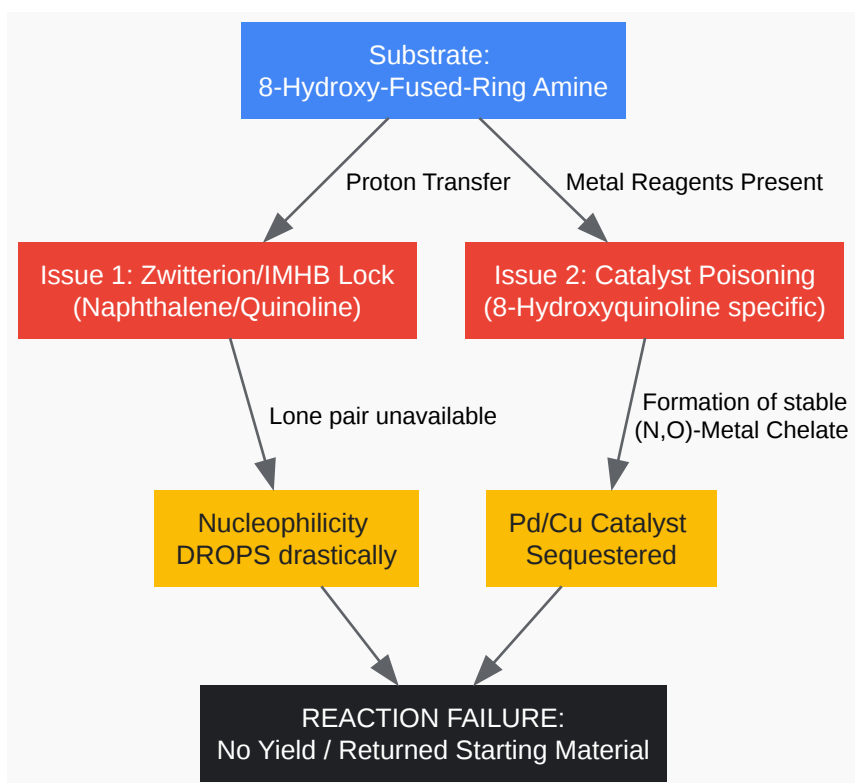 Substrate:
8-Hydroxy-Fused-Ring Amine
Proton Transfer
Metal Reagents Present
Issue 1: Zwitterion/IMHB Lock
(Naphthalene/Quinoline)
Issue 2: Catalyst Poisoning
(8-Hydroxyquinoline specific)
Lone pair unavailable
Formation of stable
(N,O)-Metal Chelate
Nucleophilicity
DROPS drastically
Pd/Cu Catalyst
Sequestered
REACTION FAILURE:
No Yield / Returned Starting Material